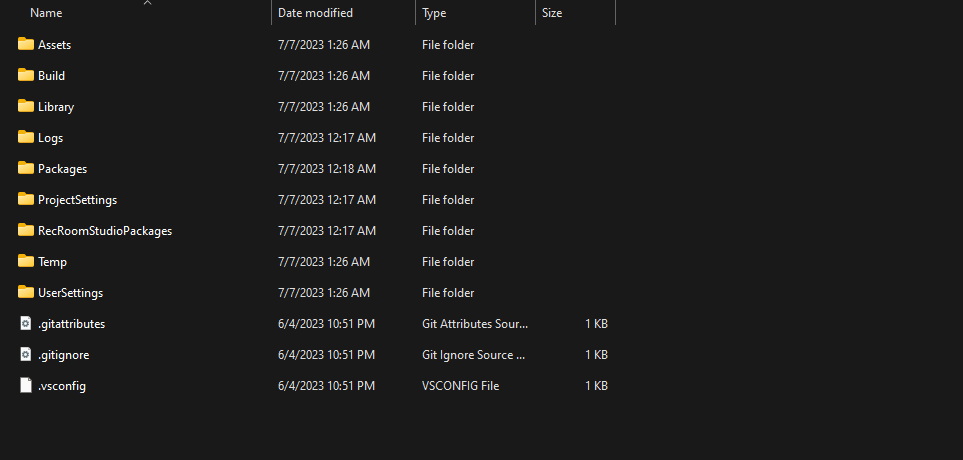 Name Date modified Type Size
Assets 7/7/2023 1:26 AM File folder
Build 7/7/2023 1:26 AM File folder
Library 7/7/2023 1:26 AM File folder
Logs 7/7/2023 12:17 AM File folder
Packages 7/7/2023 12:18 AM File folder
ProjectSettings 7/7/2023 12:17 AM File folder
RecRoomStudioPackages 7/7/2023 12:17 AM File folder
Temp 7/7/2023 1:26 AM File folder
UserSettings 7/7/2023 1:26 AM File folder
.gitattributes 6/4/2023 10:51 PM Git Attributes Sour... 1 KB
.gitignore 6/4/2023 10:51 PM Git Ignore Source ... 1 KB
.vsconfig 6/4/2023 10:51 PM VSCONFIG File 1 KB